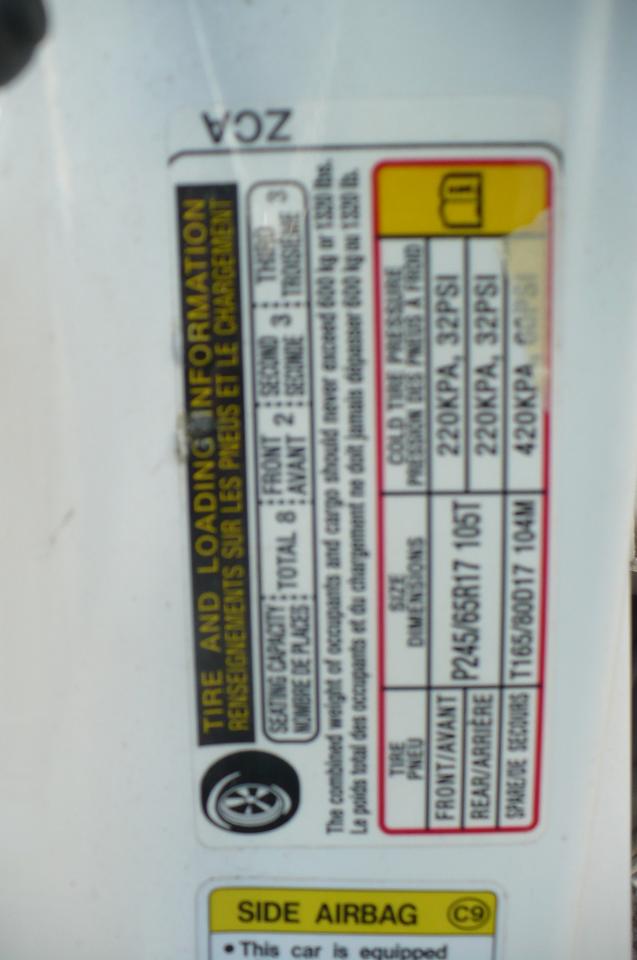 ZCA
TIRE AND LOADING INFORMATION
RENSEIGNEMENTS SUR LES PNEUS ET LE CHARGEMENT
SEATING CAPACITY TOTAL 8 FRONT 2 SECOND 3 THIRD 3
NOMBRE DE PLACES AVANT SECONDE TROISIÈME
The combined weight of occupants and cargo should never exceed 600 kg or 1320 lbs.
Le poids total des occupants et du chargement ne doit jamais dépasser 600 kg ou 1320 lb.
TIRE SIZE COLD TIRE PRESSURE
PNEU DIMENSIONS PRESSION DES PNEUS À FROID
FRONT/AVANT P245/65R17 105T 220KPA, 32PSI
REAR/ARRIÈRE 220KPA, 32PSI
SPARE/DE SECOURS T165/80D17 104M 420KPA, 60PSI
SIDE AIRBAG C9
• This car is equipped